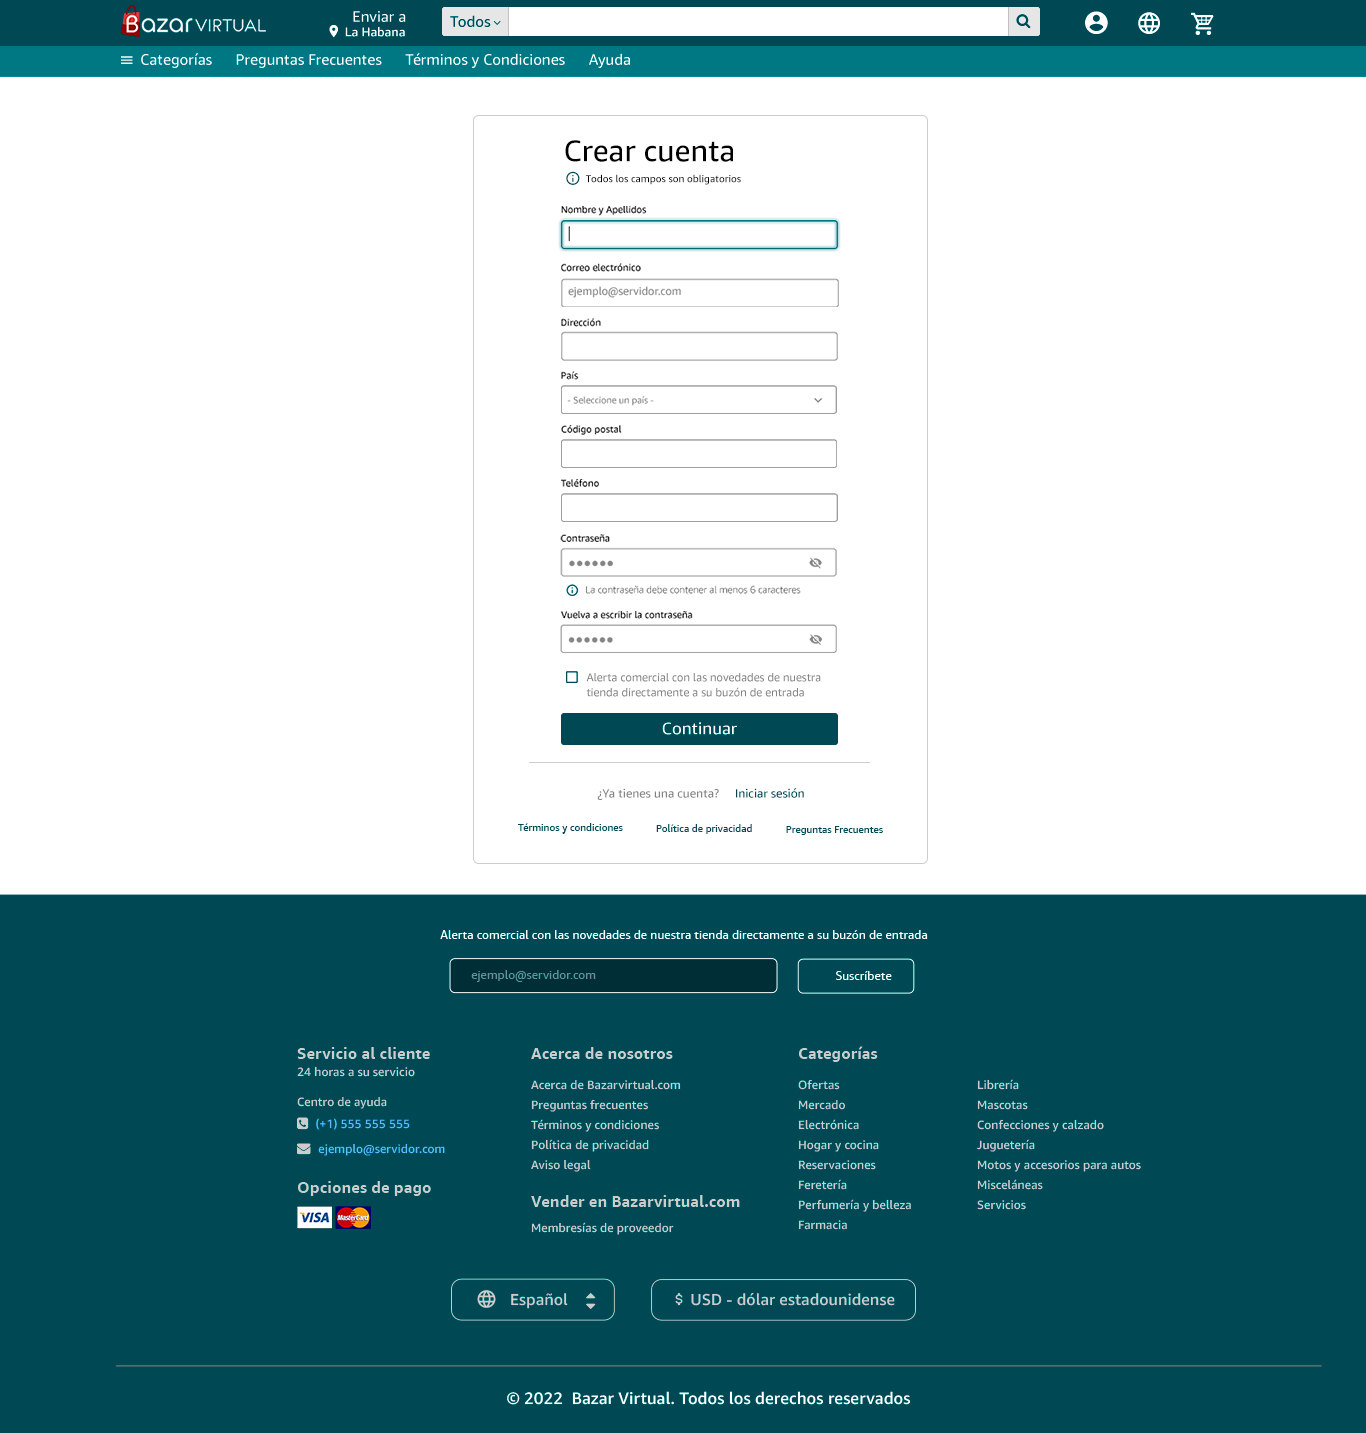 Bazar VIRTUAL
Enviar a
La Habana
Todos
Categorías
Preguntas Frecuentes
Términos y Condiciones
Ayuda
Crear cuenta
Todos los campos son obligatorios
Nombre y Apellidos
Correo electrónico
ejemplo@servidor.com
Dirección
País
- Seleccione un país -
Código postal
Teléfono
Contraseña
La contraseña debe contener al menos 6 caracteres
Vuelva a escribir la contraseña
Alerta comercial con las novedades de nuestra
tienda directamente a su buzón de entrada
Continuar
¿Ya tienes una cuenta?
Iniciar sesión
Términos y condiciones
Política de privacidad
Preguntas Frecuentes
Alerta comercial con las novedades de nuestra tienda directamente a su buzón de entrada
ejemplo@servidor.com
Suscríbete
Servicio al cliente
24 horas a su servicio
Centro de ayuda
(+1) 555 555 555
ejemplo@servidor.com
Opciones de pago
VISA
MasterCard
Acerca de nosotros
Acerca de Bazarvirtual.com
Preguntas frecuentes
Términos y condiciones
Política de privacidad
Aviso legal
Vender en Bazarvirtual.com
Membresías de proveedor
Categorías
Ofertas
Mercado
Electrónica
Hogar y cocina
Reservaciones
Feretería
Perfumería y belleza
Farmacia
Librería
Mascotas
Confecciones y calzado
Juguetería
Motos y accesorios para autos
Misceláneas
Servicios
Español
$ USD - dólar estadounidense
© 2022 Bazar Virtual. Todos los derechos reservados